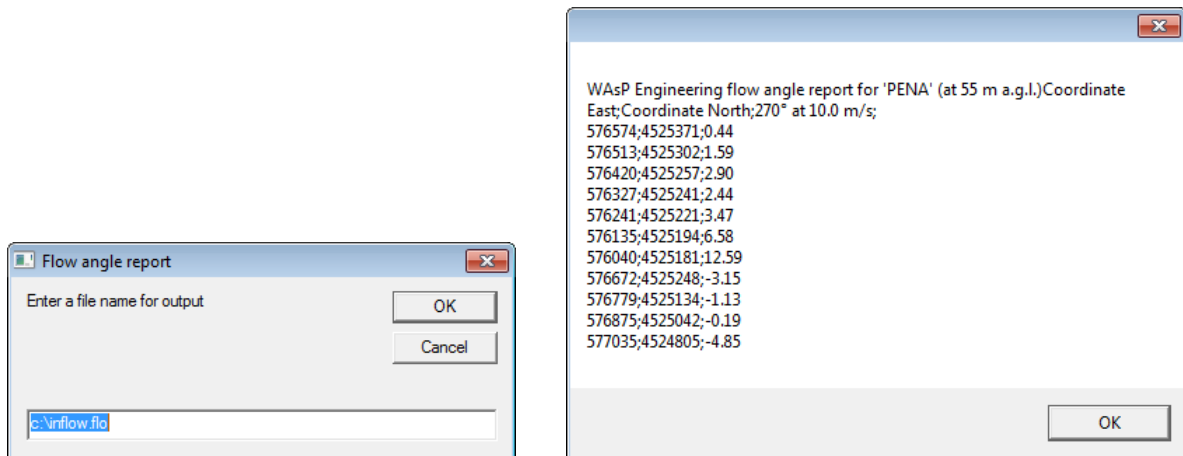 Flow angle report
Enter a file name for output
OK
Cancel
c:\inflow.flo
WAsP Engineering flow angle report for 'PENA' (at 55 m a.g.l.)Coordinate
East;Coordinate North;270° at 10.0 m/s;
576574;4525371;0.44
576513;4525302;1.59
576420;4525257;2.90
576327;4525241;2.44
576241;4525221;3.47
576135;4525194;6.58
576040;4525181;12.59
576672;4525248;-3.15
576779;4525134;-1.13
576875;4525042;-0.19
577035;4524805;-4.85
OK